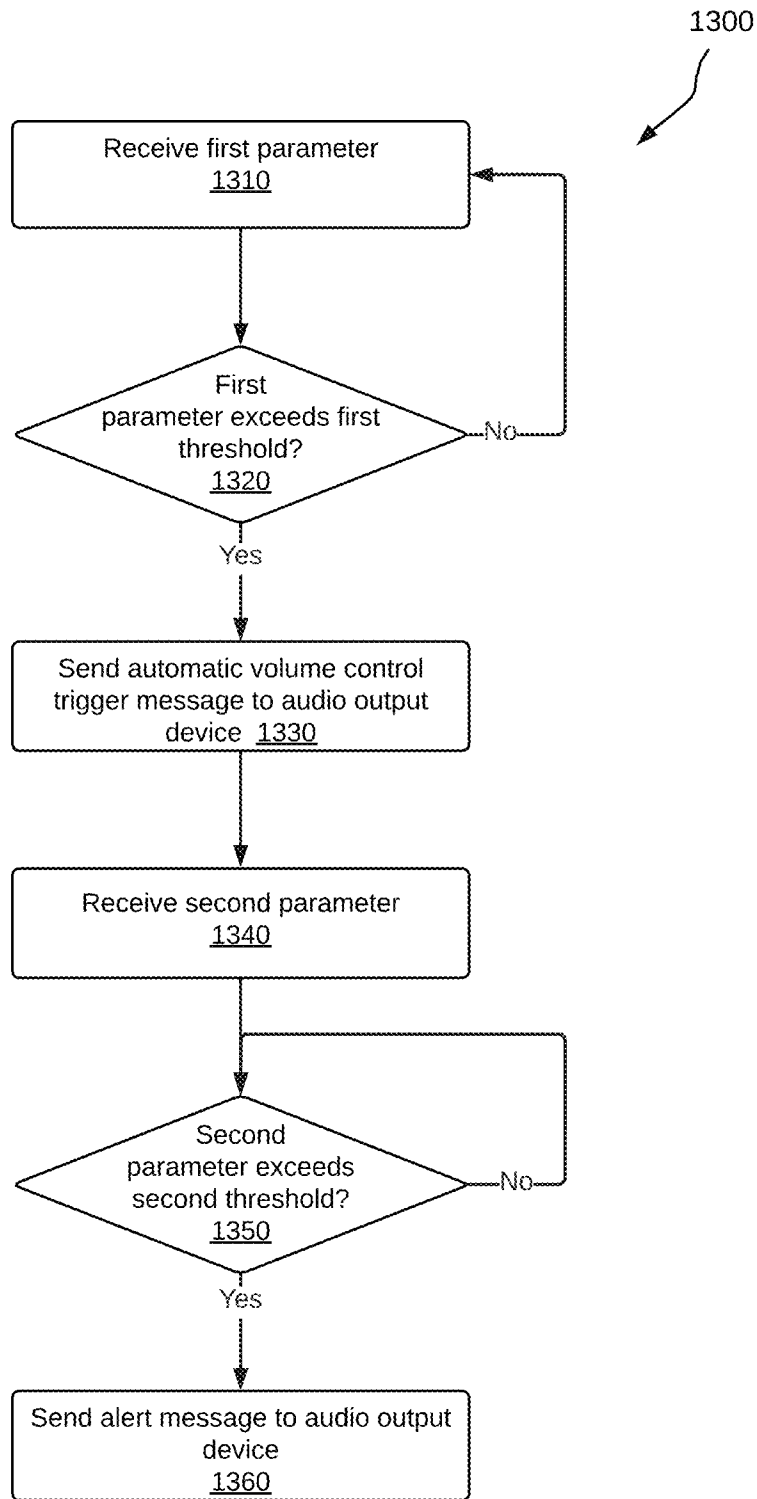 1300
Receive first parameter
1310
First
parameter exceeds first
threshold?
1320
No
Yes
Send automatic volume control
trigger message to audio output
device 1330
Receive second parameter
1340
Second
parameter exceeds
second threshold?
1350
No
Yes
Send alert message to audio output
device
1360